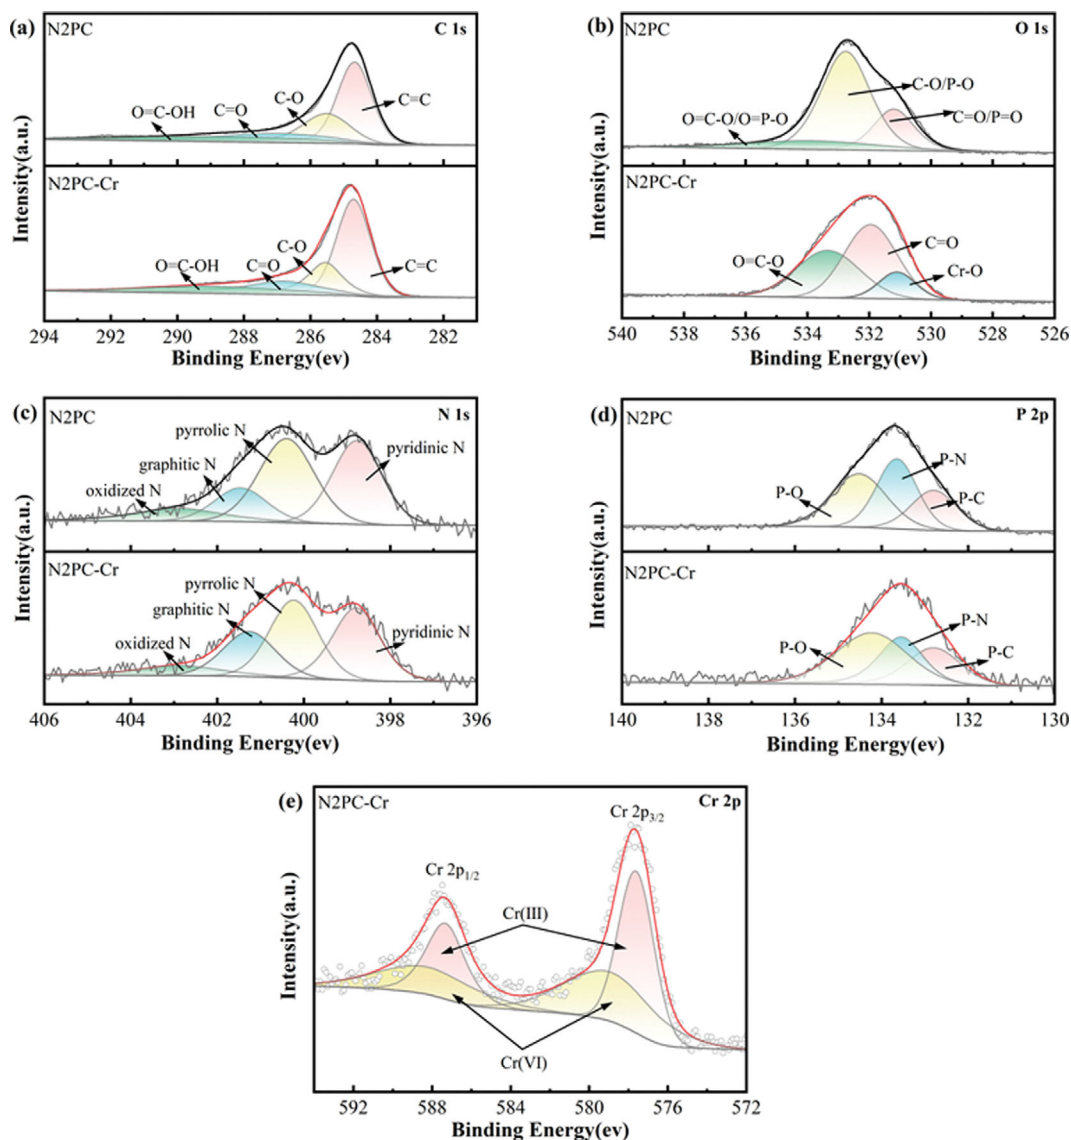 (a) N2PC C 1s
O=C-OH C=O C-O C=C
N2PC-Cr
O=C-OH C=O C-O C=C
Intensity(a.u.)
294 292 290 288 286 284 282
Binding Energy(ev)
(b) N2PC O 1s
C-O/P-O
O=C-O/O=P-O C=O/P=O
N2PC-Cr
O=C-O C=O
Cr-O
Intensity(a.u.)
540 538 536 534 532 530 528 526
Binding Energy(ev)
(c) N2PC N 1s
pyrrolic N
graphitic N pyridinic N
oxidized N
N2PC-Cr
pyrrolic N
graphitic N
oxidized N pyridinic N
Intensity(a.u.)
406 404 402 400 398 396
Binding Energy(ev)
(d) N2PC P 2p
P-N
P-O P-C
N2PC-Cr
P-N
P-O P-C
Intensity(a.u.)
140 138 136 134 132 130
Binding Energy(ev)
(e) N2PC-Cr Cr 2p
Cr 2p3/2
Cr 2p1/2
Cr(III)
Cr(VI)
Intensity(a.u.)
592 588 584 580 576 572
Binding Energy(ev)